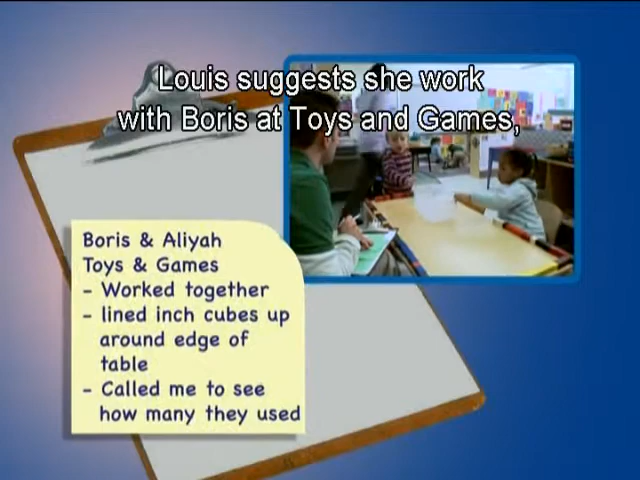 Louis suggests she work
with Boris at Toys and Games,
Boris & Aliyah
Toys & Games
- Worked together
- lined inch cubes up
around edge of
table
- Called me to see
how many they used